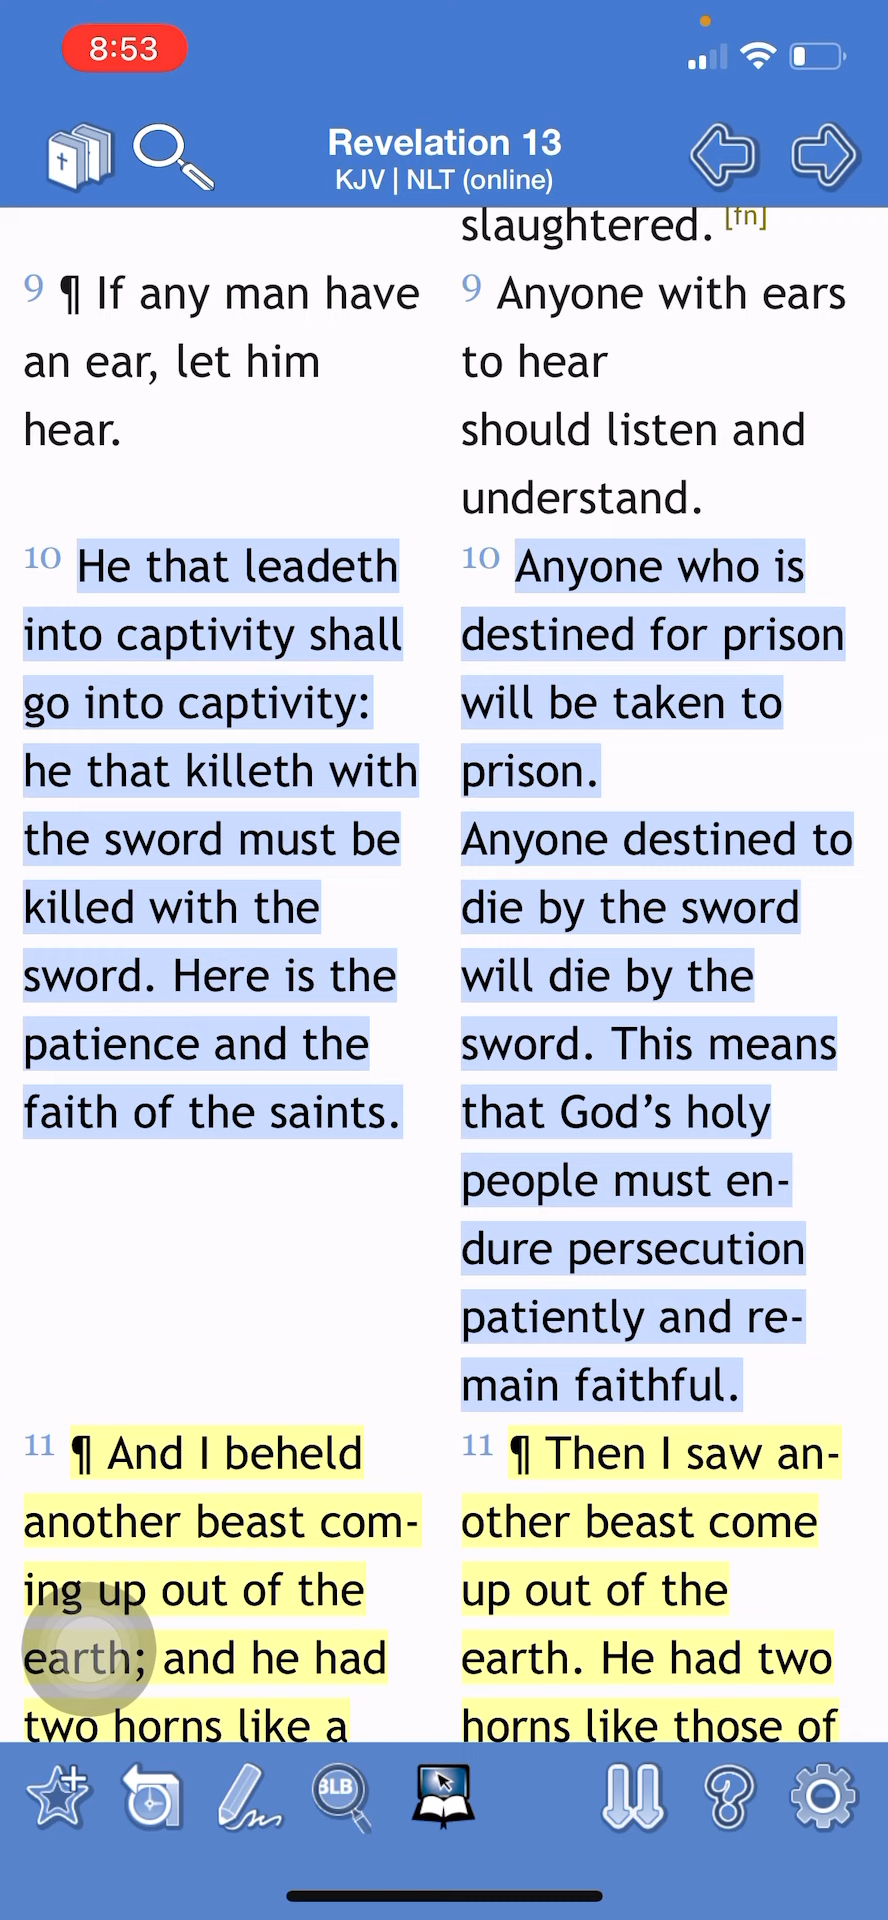 8:53
Revelation 13
KJV | NLT (online)
slaughtered. [fn]
9 ¶ If any man have
an ear, let him
hear.
10 He that leadeth
into captivity shall
go into captivity:
he that killeth with
the sword must be
killed with the
sword. Here is the
patience and the
faith of the saints.
11 ¶ And I beheld
another beast com-
ing up out of the
earth; and he had
two horns like a
9 Anyone with ears
to hear
should listen and
understand.
10 Anyone who is
destined for prison
will be taken to
prison.
Anyone destined to
die by the sword
will die by the
sword. This means
that God’s holy
people must en-
dure persecution
patiently and re-
main faithful.
11 ¶ Then I saw an-
other beast come
up out of the
earth. He had two
horns like those of
BLB